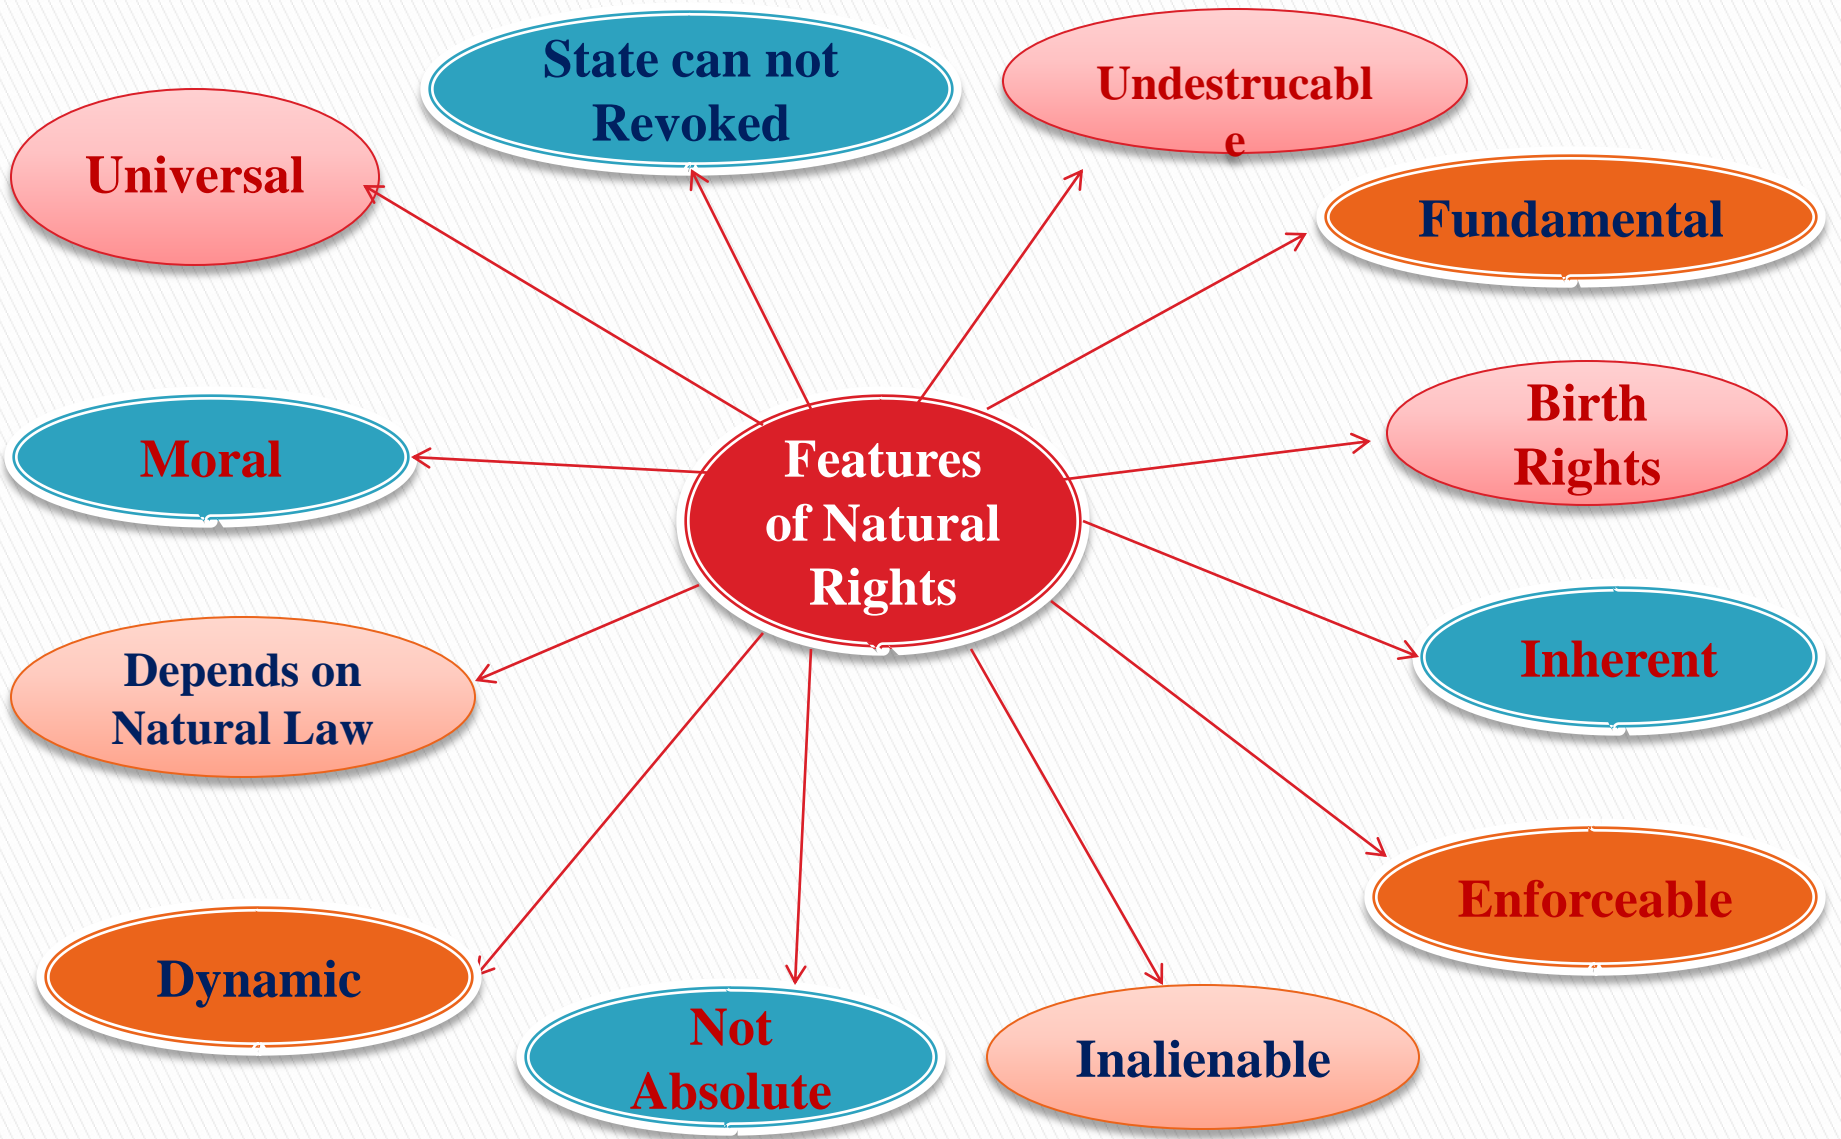 State can not
Revoked
Undestrucabl
e
Universal
Fundamental
Birth
Rights
Moral
Features
of Natural
Rights
Inherent
Depends on
Natural Law
Enforceable
Dynamic
Not
Absolute
Inalienable